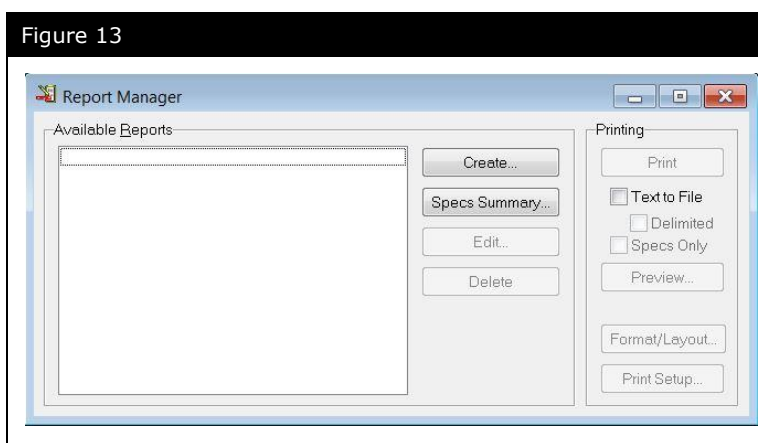 Figure 13
Report Manager
Available Reports
Create...
Specs Summary...
Edit...
Delete
Printing
Print
Text to File
Delimited
Specs Only
Preview...
Format/Layout...
Print Setup...